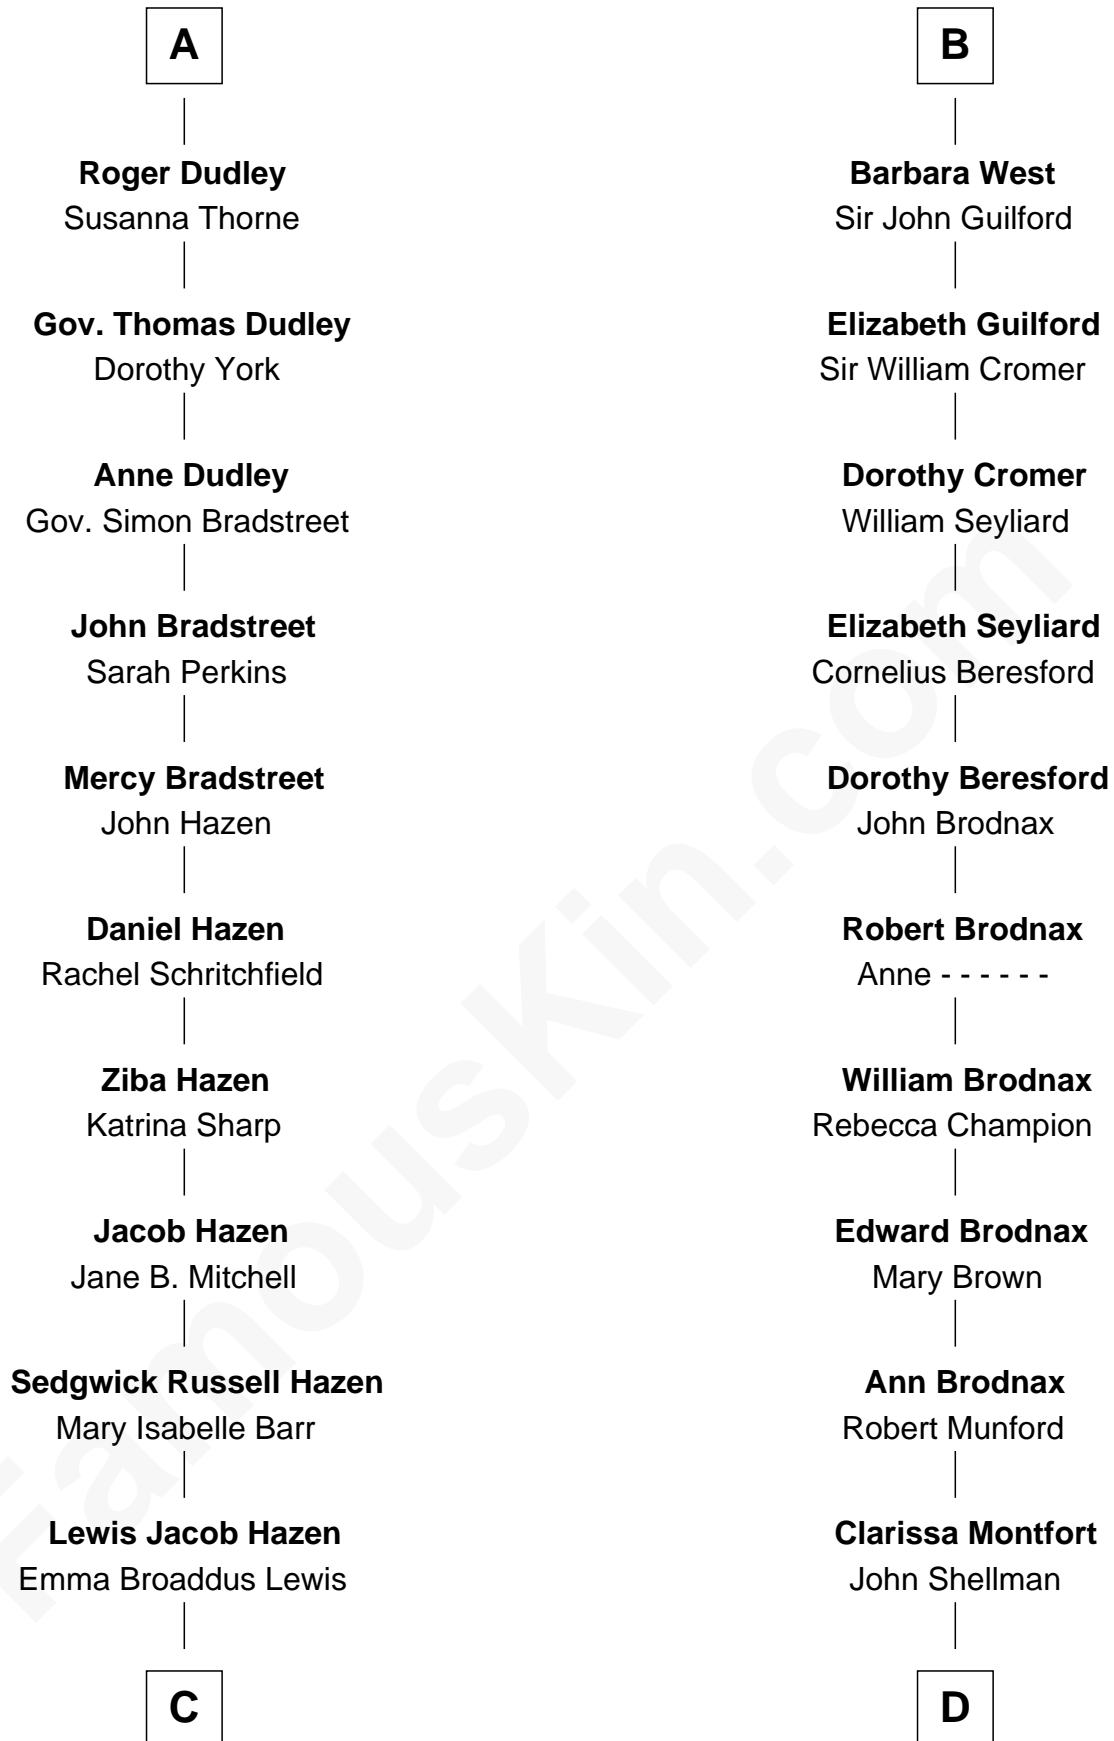 A
Roger Dudley
Susanna Thorne
Gov. Thomas Dudley
Dorothy York
Anne Dudley
Gov. Simon Bradstreet
John Bradstreet
Sarah Perkins
Mercy Bradstreet
John Hazen
Daniel Hazen
Rachel Schritchfield
Ziba Hazen
Katrina Sharp
Jacob Hazen
Jane B. Mitchell
Sedgwick Russell Hazen
Mary Isabelle Barr
Lewis Jacob Hazen
Emma Broaddus Lewis
C
B
Barbara West
Sir John Guilford
Elizabeth Guilford
Sir William Cromer
Dorothy Cromer
William Seyliard
Elizabeth Seyliard
Cornelius Beresford
Dorothy Beresford
John Brodnax
Robert Brodnax
Anne - - - - - -
William Brodnax
Rebecca Champion
Edward Brodnax
Mary Brown
Ann Brodnax
Robert Munford
Clarissa Montfort
John Shellman
D
FamousKin.com